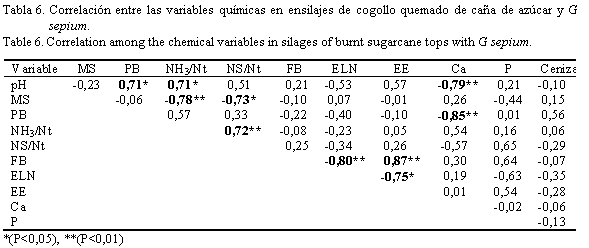 Tabla 6. Correlación entre las variables químicas en ensilajes de cogollo quemado de caña de azúcar y G
sepium.
Table 6. Correlation among the chemical variables in silages of burnt sugarcane tops with G sepium.
Variable MS PB NH3/Nt NS/Nt FB ELN EE Ca P Ceniza
pH -0,23 0,71* 0,71* 0,51 0,21 -0,53 0,57 -0,79** 0,21 -0,10
MS -0,06 -0,78** -0,73* -0,10 0,07 -0,01 0,26 -0,44 0,15
PB 0,57 0,33 -0,22 -0,40 -0,10 -0,85** 0,01 0,56
NH3/Nt 0,72** -0,08 -0,23 0,05 0,54 0,16 0,06
NS/Nt 0,25 -0,34 0,26 -0,57 0,65 -0,29
FB -0,80** 0,87** 0,30 0,64 -0,07
ELN -0,75* 0,19 -0,63 -0,35
EE 0,01 0,54 -0,28
Ca -0,02 -0,06
P -0,13
*(P<0,05), **(P<0,01)